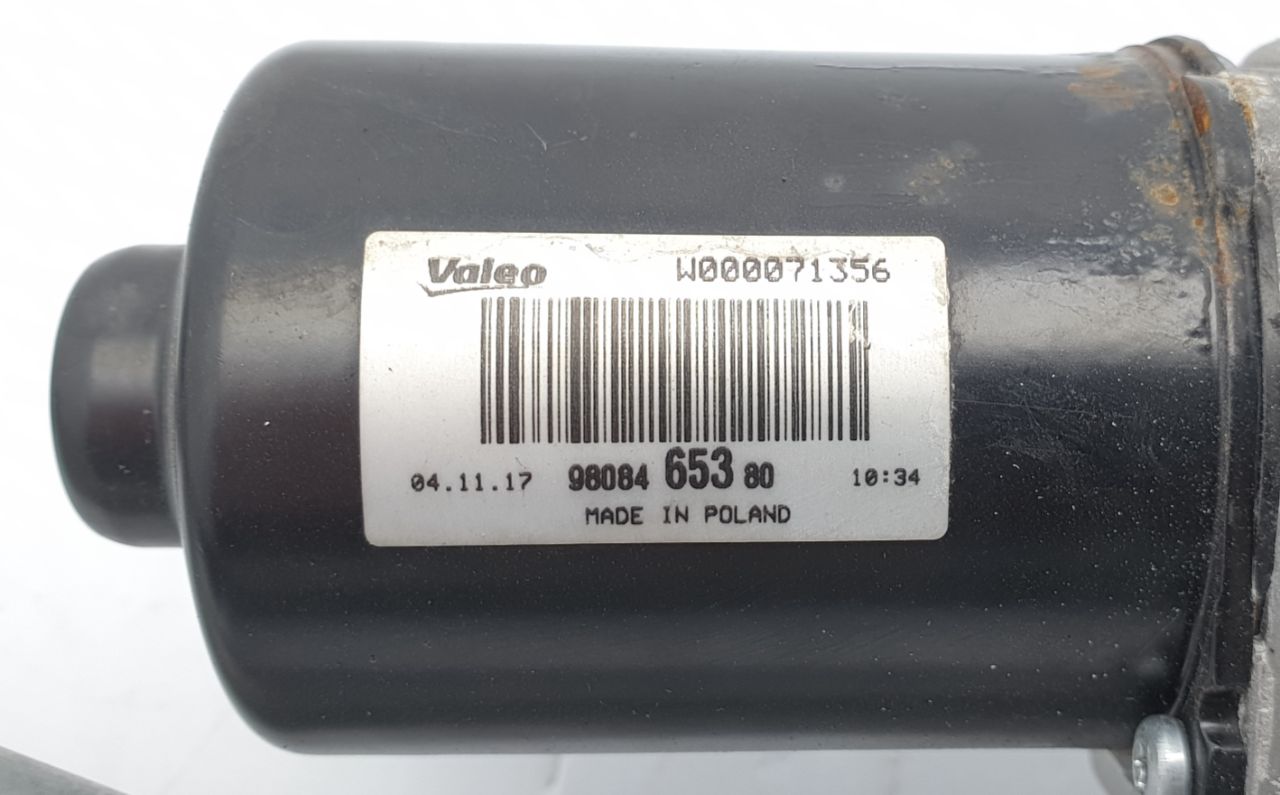 Valeo W000071356
04.11.17 98084 653 80 10:34
MADE IN POLAND